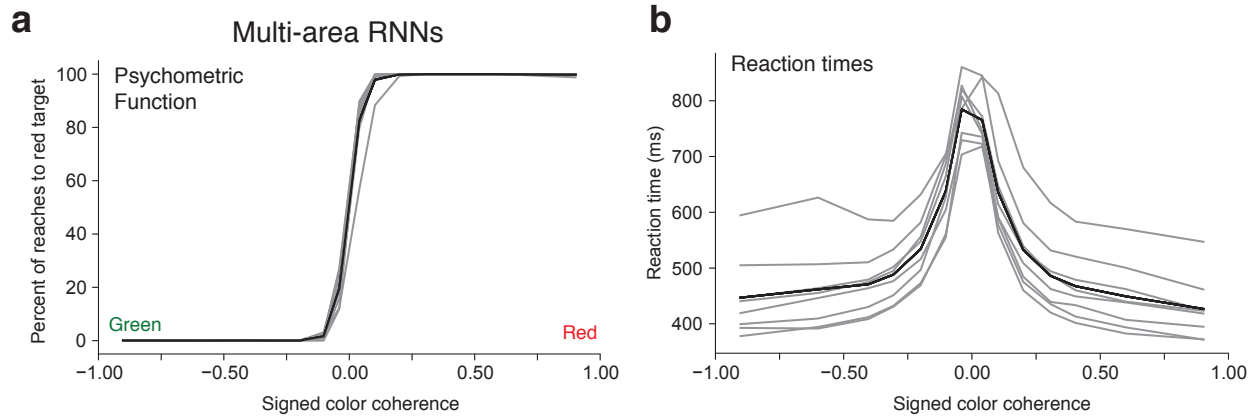 a
Multi-area RNNs
Psychometric
Function
Percent of reaches to red target
100
80
60
40
20
0
Green
Red
−1.00
−0.50
0.00
0.50
1.00
Signed color coherence
b
Reaction times
Reaction time (ms)
800
700
600
500
400
−1.00
−0.50
0.00
0.50
1.00
Signed color coherence